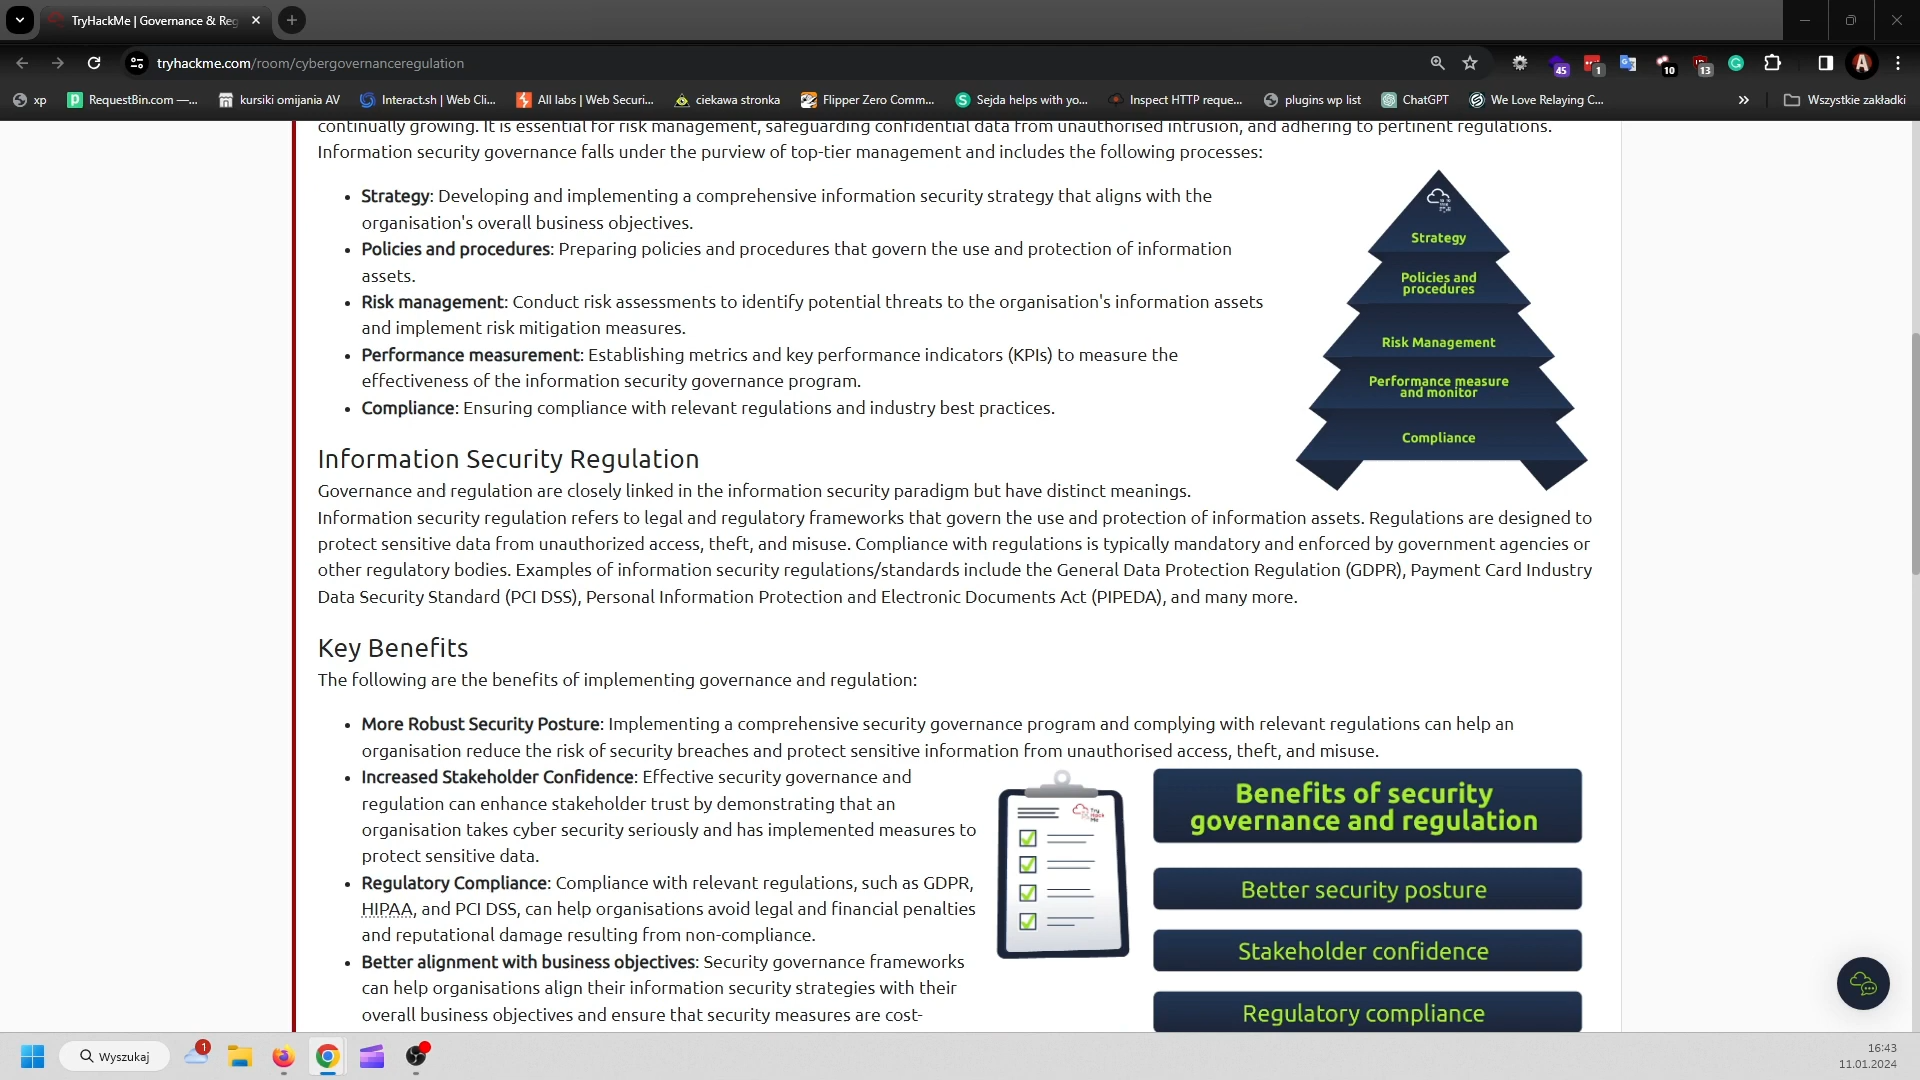 TryHackMe | Governance & Reg
tryhackme.com/room/cybergovernanceregulation
45
1
10
13
A
xp
RequestBin.com —...
kursiki omijania AV
Interact.sh | Web Cli...
All labs | Web Securi...
ciekawa stronka
Flipper Zero Comm...
Sejda helps with yo...
Inspect HTTP reque...
plugins wp list
ChatGPT
We Love Relaying C...
»
Wszystkie zakładki
continually growing. It is essential for risk management, safeguarding confidential data from unauthorised intrusion, and adhering to pertinent regulations.
Information security governance falls under the purview of top-tier management and includes the following processes:
• Strategy: Developing and implementing a comprehensive information security strategy that aligns with the
organisation's overall business objectives.
• Policies and procedures: Preparing policies and procedures that govern the use and protection of information
assets.
• Risk management: Conduct risk assessments to identify potential threats to the organisation's information assets
and implement risk mitigation measures.
• Performance measurement: Establishing metrics and key performance indicators (KPIs) to measure the
effectiveness of the information security governance program.
• Compliance: Ensuring compliance with relevant regulations and industry best practices.
Strategy
Policies and
procedures
Risk Management
Performance measure
and monitor
Compliance
Information Security Regulation
Governance and regulation are closely linked in the information security paradigm but have distinct meanings.
Information security regulation refers to legal and regulatory frameworks that govern the use and protection of information assets. Regulations are designed to
protect sensitive data from unauthorized access, theft, and misuse. Compliance with regulations is typically mandatory and enforced by government agencies or
other regulatory bodies. Examples of information security regulations/standards include the General Data Protection Regulation (GDPR), Payment Card Industry
Data Security Standard (PCI DSS), Personal Information Protection and Electronic Documents Act (PIPEDA), and many more.
Key Benefits
The following are the benefits of implementing governance and regulation:
• More Robust Security Posture: Implementing a comprehensive security governance program and complying with relevant regulations can help an
organisation reduce the risk of security breaches and protect sensitive information from unauthorised access, theft, and misuse.
• Increased Stakeholder Confidence: Effective security governance and
regulation can enhance stakeholder trust by demonstrating that an
organisation takes cyber security seriously and has implemented measures to
protect sensitive data.
• Regulatory Compliance: Compliance with relevant regulations, such as GDPR,
HIPAA, and PCI DSS, can help organisations avoid legal and financial penalties
and reputational damage resulting from non-compliance.
• Better alignment with business objectives: Security governance frameworks
can help organisations align their information security strategies with their
overall business objectives and ensure that security measures are cost-
Try
Hack
Me
Benefits of security
governance and regulation
Better security posture
Stakeholder confidence
Regulatory compliance
Wyszukaj
1
16:43
11.01.2024